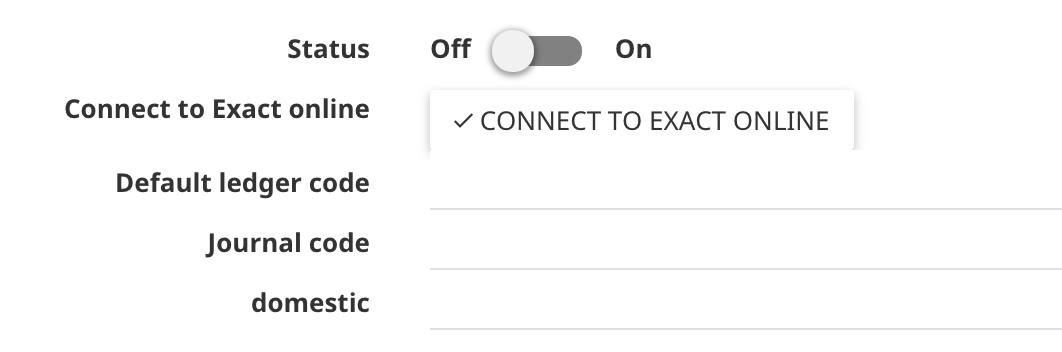 Status Off On
Connect to Exact online ✓ CONNECT TO EXACT ONLINE
Default ledger code
Journal code
domestic